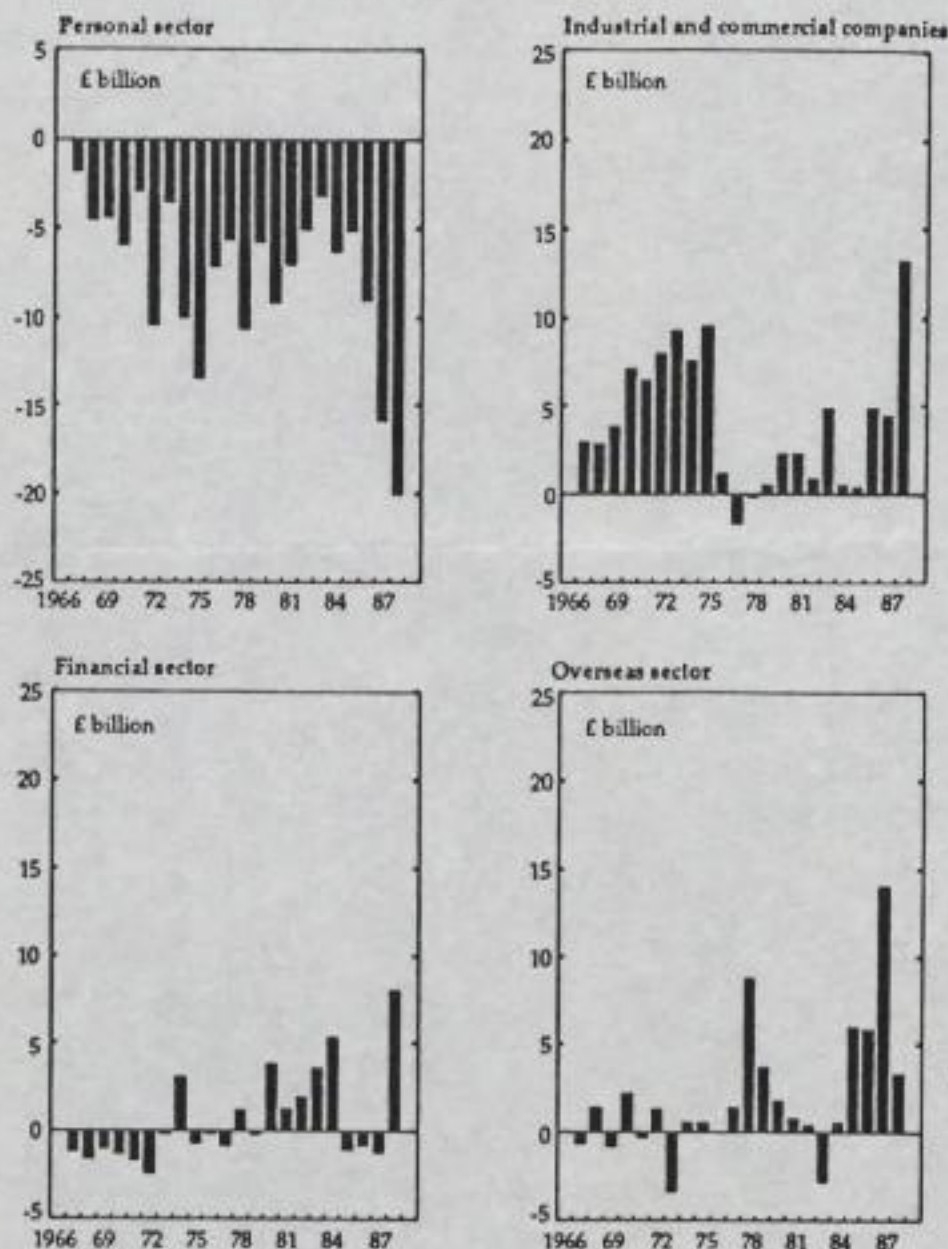 Personal sector
£ billion
5
0
-5
-10
-15
-20
-25
1966 69 72 75 78 81 84 87
Industrial and commercial companies
£ billion
25
20
15
10
5
0
-5
1966 69 72 75 78 81 84 87
Financial sector
£ billion
25
20
15
10
5
0
-5
1966 69 72 75 78 81 84 87
Overseas sector
£ billion
25
20
15
10
5
0
-5
1966 69 72 75 78 81 84 87